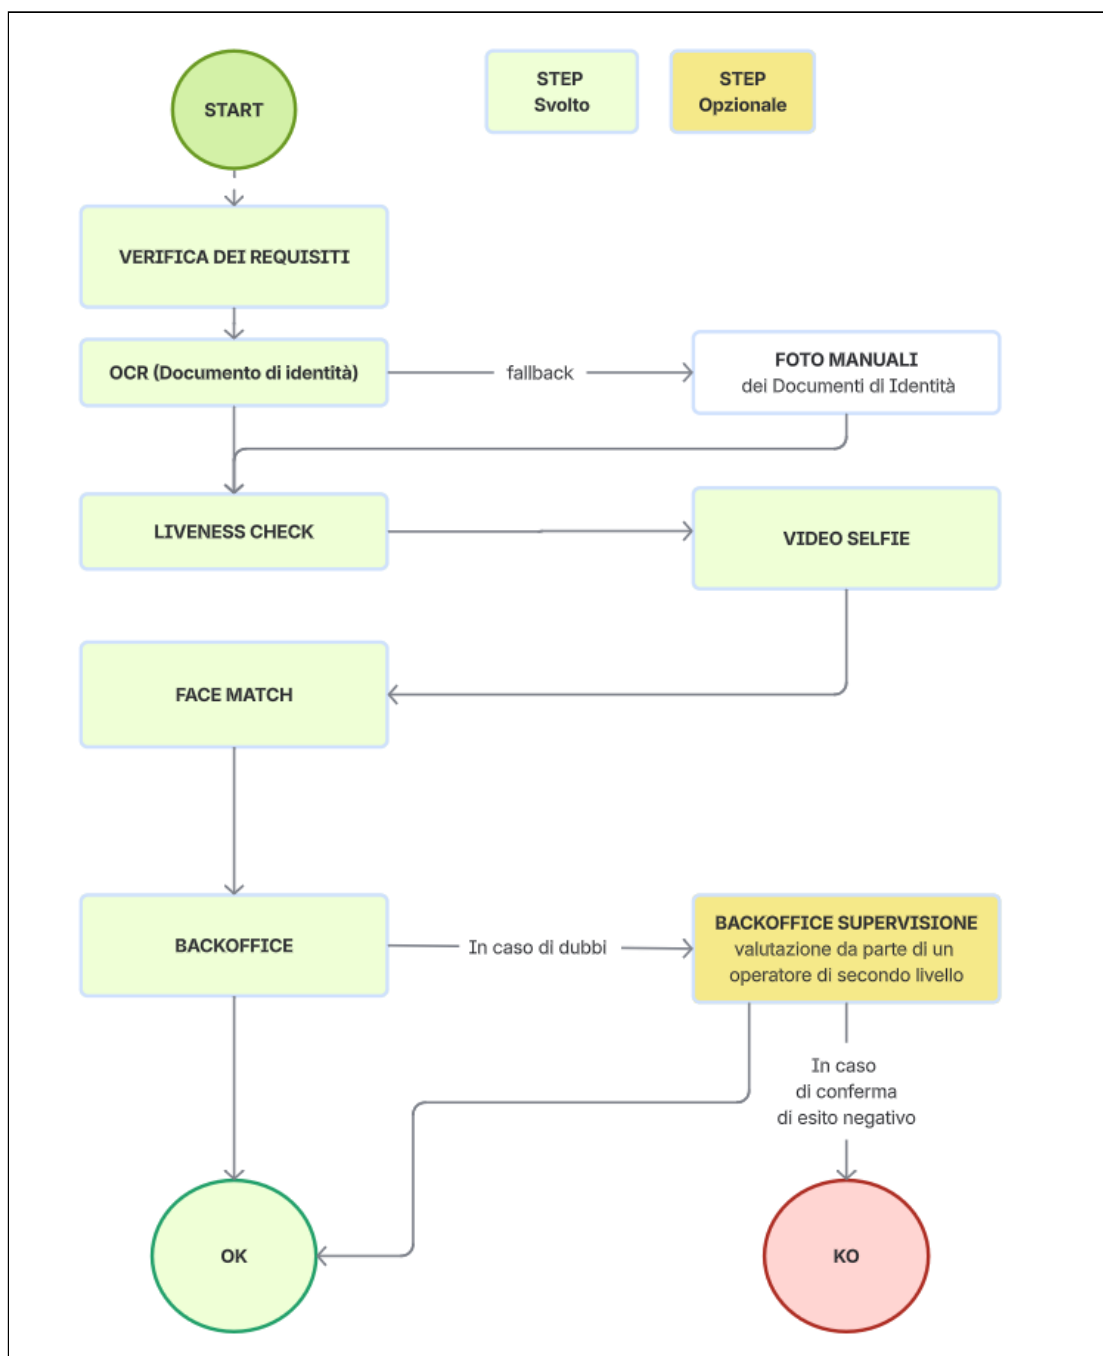 START
STEP
Svolto
STEP
Opzionale
VERIFICA DEI REQUISITI
OCR (Documento di identità)
fallback
FOTO MANUALI
dei Documenti di Identità
LIVENESS CHECK
VIDEO SELFIE
FACE MATCH
BACKOFFICE
In caso di dubbi
BACKOFFICE SUPERVISIONE
valutazione da parte di un
operatore di secondo livello
In caso
di conferma
di esito negativo
OK
KO